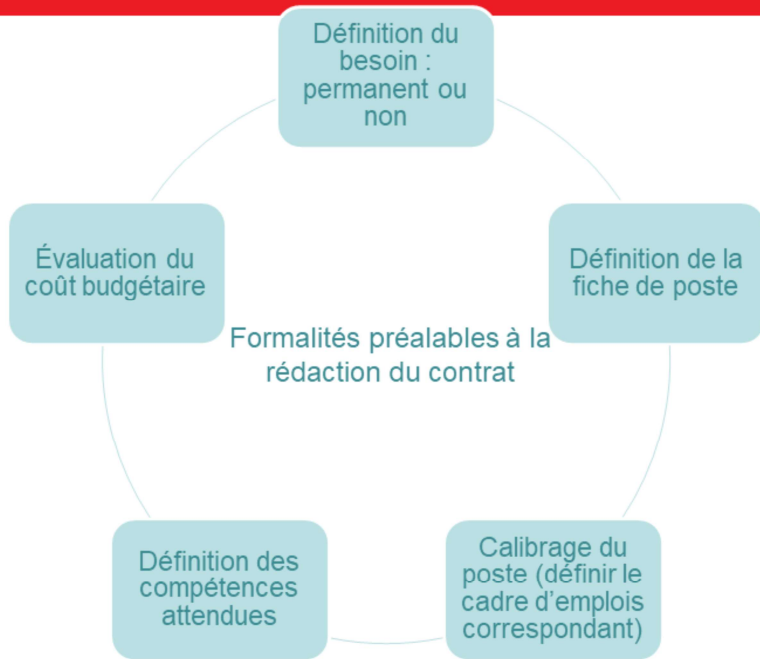 Définition du
besoin :
permanent ou
non
Définition de la
fiche de poste
Calibrage du
poste (définir le
cadre d'emplois
correspondant)
Définition des
compétences
attendues
Évaluation du
coût budgétaire
Formalités préalables à la
rédaction du contrat